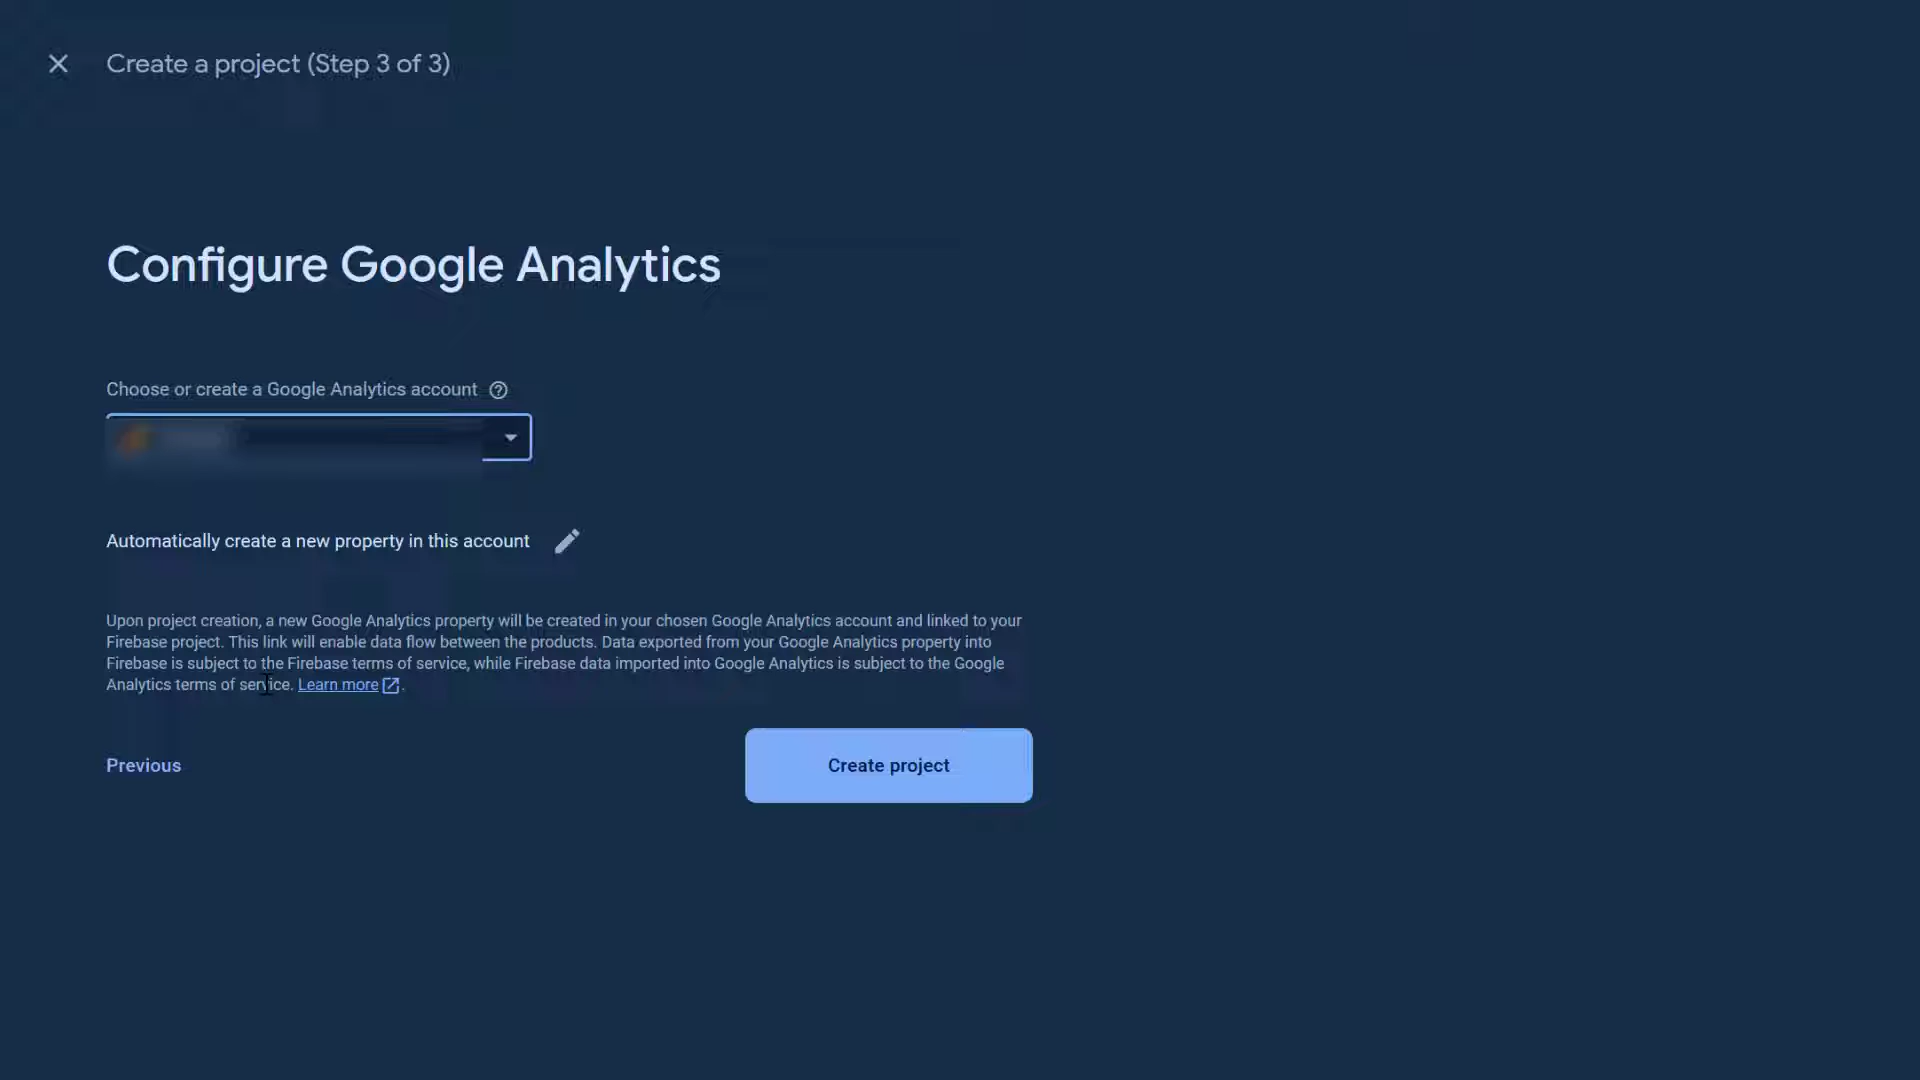 Create a project (Step 3 of 3)
Configure Google Analytics
Choose or create a Google Analytics account
Automatically create a new property in this account
Upon project creation, a new Google Analytics property will be created in your chosen Google Analytics account and linked to your
Firebase project. This link will enable data flow between the products. Data exported from your Google Analytics property into
Firebase is subject to the Firebase terms of service, while Firebase data imported into Google Analytics is subject to the Google
Analytics terms of service. Learn more.
Previous
Create project